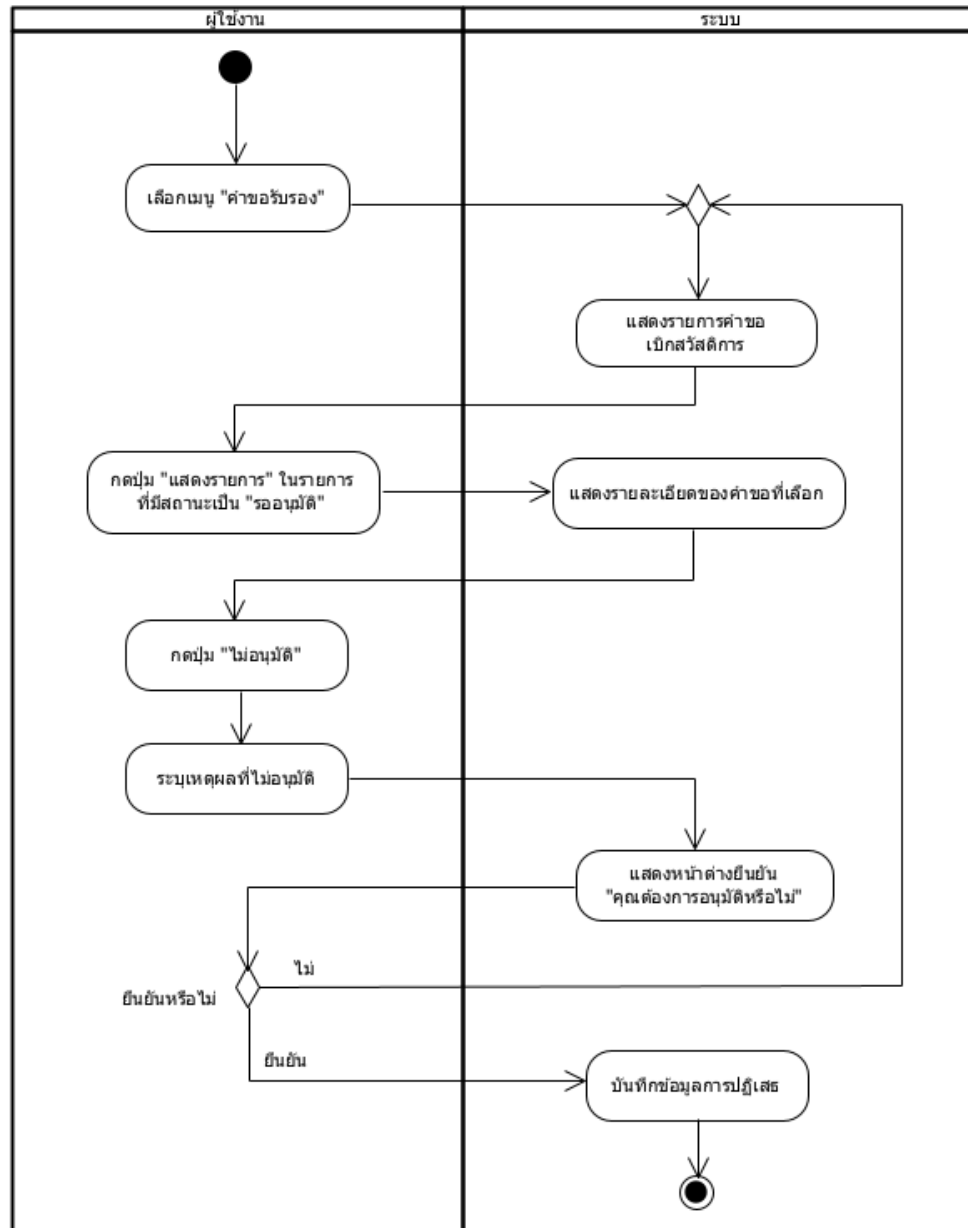 ผู้ใช้งาน
ระบบ
เลือกเมนู "คำขอรับรอง"
แสดงรายการคำขอ
เบิกสวัสดิการ
กดปุ่ม "แสดงรายการ" ในรายการ
ที่มีสถานะเป็น "รออนุมัติ"
แสดงรายละเอียดของคำขอที่เลือก
กดปุ่ม "ไม่อนุมัติ"
ระบุเหตุผลที่ไม่อนุมัติ
แสดงหน้าต่างยืนยัน
"คุณต้องการอนุมัติหรือไม่"
ไม่
ยืนยันหรือไม่
ยืนยัน
บันทึกข้อมูลการปฏิเสธ